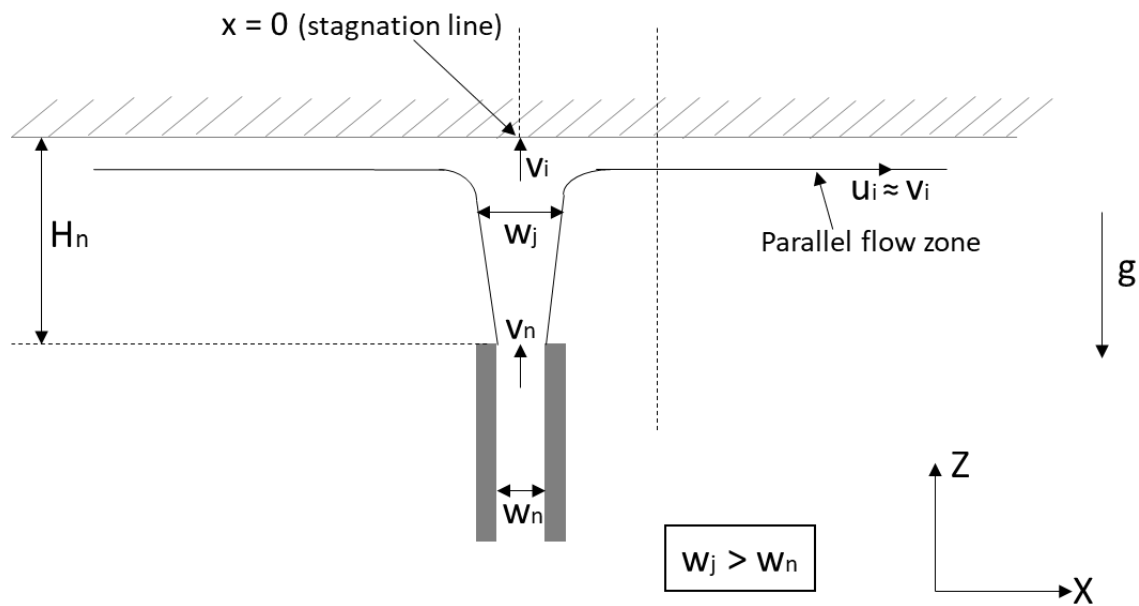 x = 0 (stagnation line)
vi
ui ≈ vi
Hn
wj
Parallel flow zone
g
vn
Z
wn
wj > wn
X